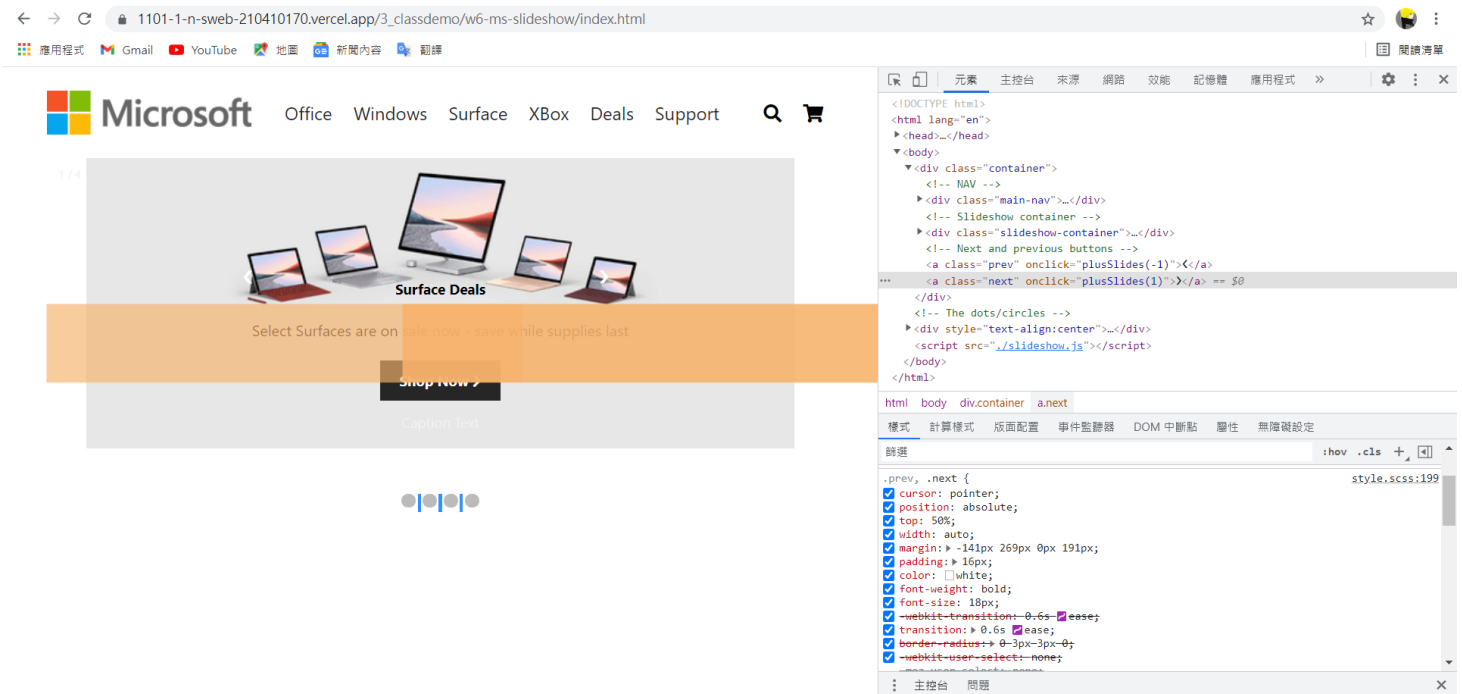 1101-1-n-sweb-210410170.vercel.app/3_classdemo/w6-ms-slideshow/index.html
應用程式 Gmail YouTube 地圖 新聞內容 翻譯 閱讀清單
Microsoft Office Windows Surface XBox Deals Support
1 / 4
Surface Deals
Select Surfaces are on sale now - save while supplies last
Shop Now
Caption Text
元素 主控台 來源 網路 效能 記憶體 應用程式 »
<!DOCTYPE html>
<html lang="en">
▶<head>…</head>
▼<body>
▼<div class="container">
<!-- NAV -->
▶<div class="main-nav">…</div>
<!-- Slideshow container -->
▶<div class="slideshow-container">…</div>
<!-- Next and previous buttons -->
<a class="prev" onclick="plusSlides(-1)">❮</a>
… <a class="next" onclick="plusSlides(1)">❯</a> == $0
</div>
<!-- The dots/circles -->
▶<div style="text-align:center">…</div>
<script src="./slideshow.js"></script>
</body>
</html>
html body div.container a.next
樣式 計算樣式 版面配置 事件監聽器 DOM 中斷點 屬性 無障礙設定
篩選 :hov .cls +
.prev, .next { style.scss:199
cursor: pointer;
position: absolute;
top: 50%;
width: auto;
margin:▶ -141px 269px 0px 191px;
padding:▶ 16px;
color: white;
font-weight: bold;
font-size: 18px;
-webkit-transition: 0.6s ease;
transition:▶ 0.6s ease;
border-radius:▶ 0 3px 3px 0;
-webkit-user-select: none;
-moz-user-select: none;
主控台 問題